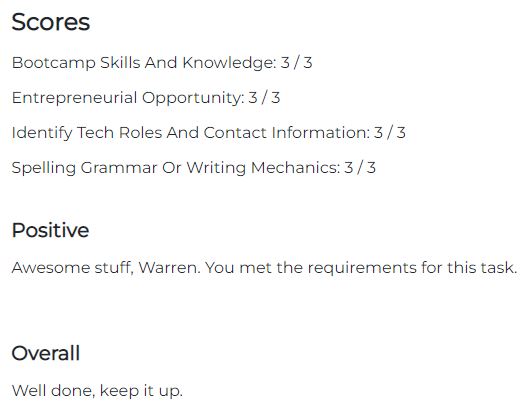 Scores
Bootcamp Skills And Knowledge: 3 / 3
Entrepreneurial Opportunity: 3 / 3
Identify Tech Roles And Contact Information: 3 / 3
Spelling Grammar Or Writing Mechanics: 3 / 3
Positive
Awesome stuff, Warren. You met the requirements for this task.
Overall
Well done, keep it up.